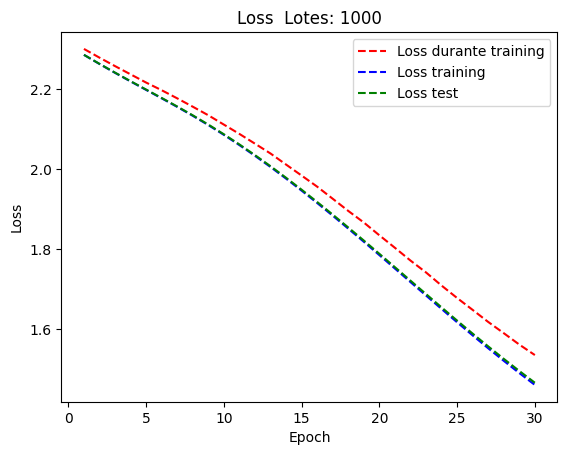 Loss  Lotes: 1000
Loss durante training
Loss training
Loss test
2.2
2.0
1.8
1.6
Loss
0
5
10
15
20
25
30
Epoch